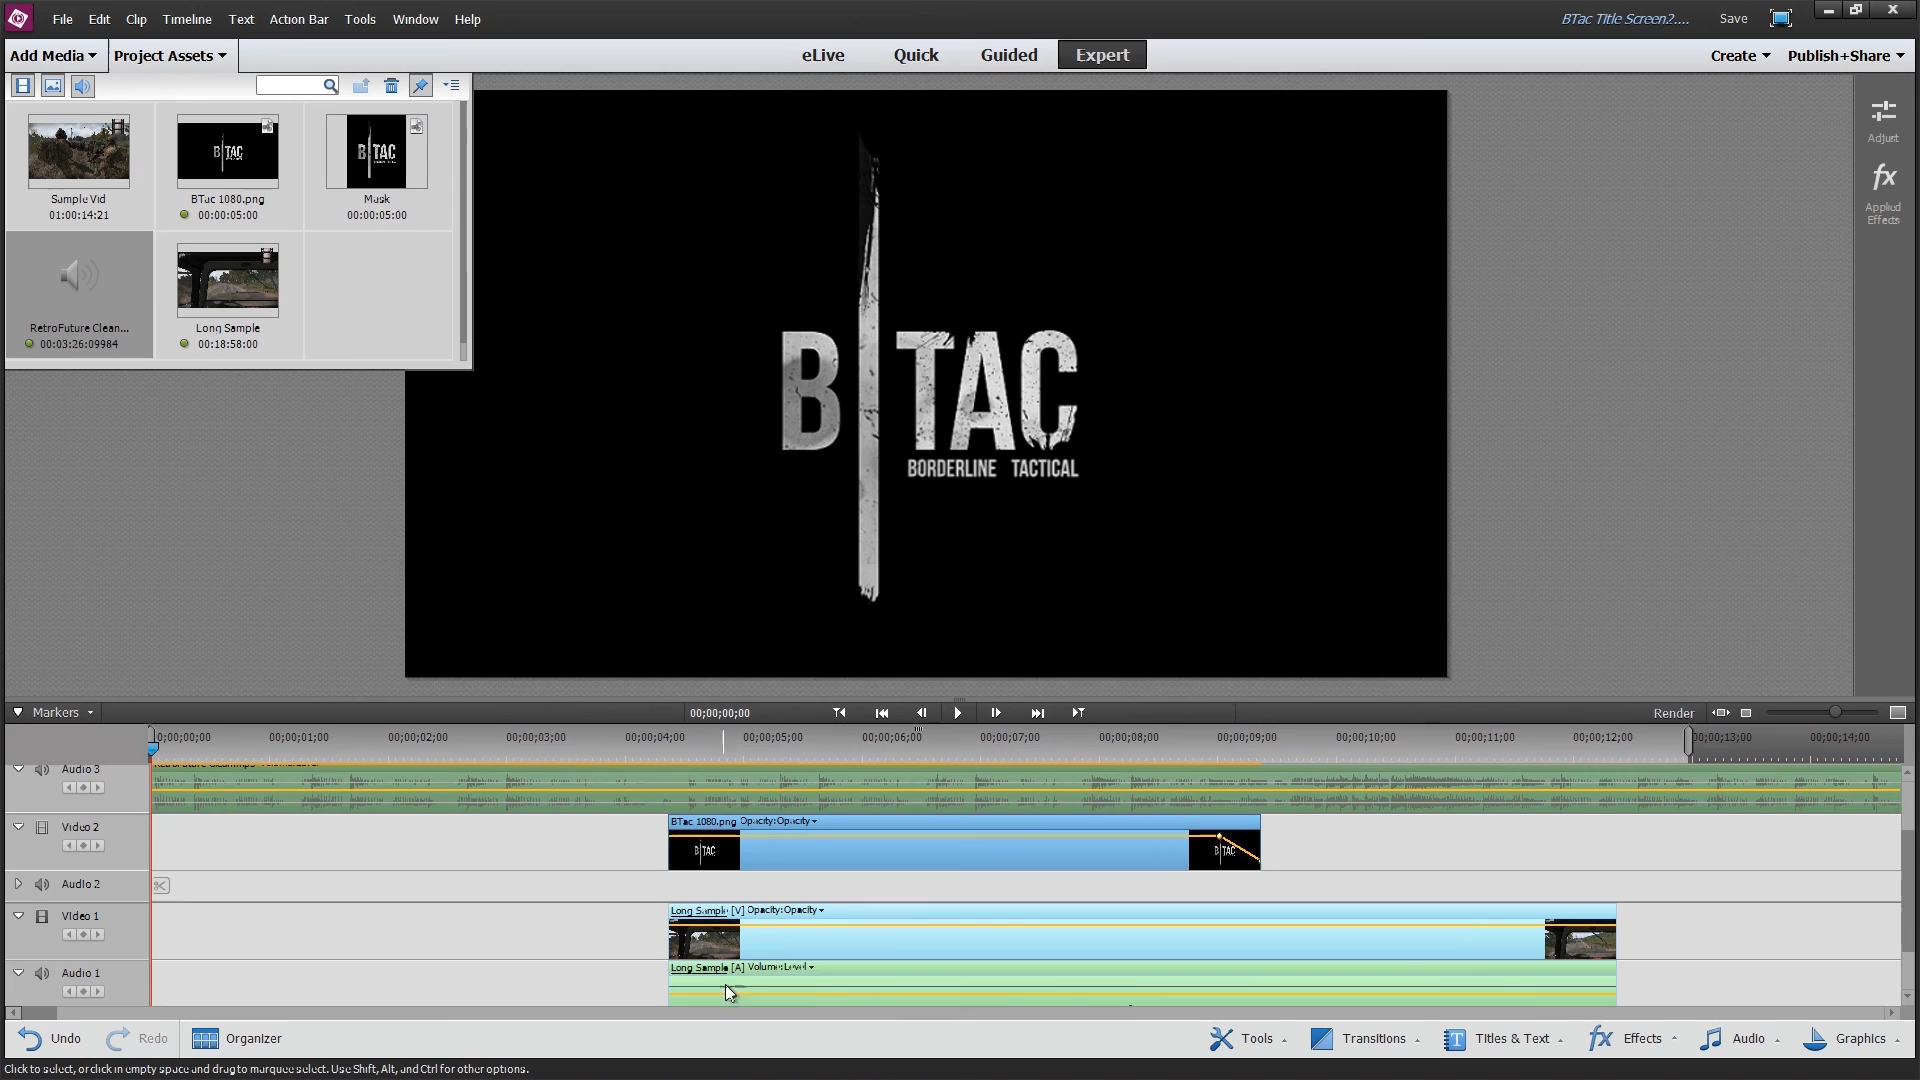 File Edit Clip Timeline Text Action Bar Tools Window Help
BTac Title Screen2....
Save
Add Media
Project Assets
eLive Quick Guided Expert
Create
Publish+Share
Sample Vid
01:00:14:21
BTac 1080.png
00:00:05:00
Musk
00:00:05:00
RetroFuture Clean...
00:03:26:09984
Long Sample
00:18:58:00
B TAC
BORDERLINE TACTICAL
Adjust
fx
Applied
Effects
Markers
00;00;00;00
Render
0;00;00;00 00;00;01;00 00;00;02;00 00;00;03;00 00;00;04;00 00;00;05;00 00;00;06;00 00;00;07;00 00;00;08;00 00;00;09;00 00;00;10;00 00;00;11;00 00;00;12;00 00;00;13;00 00;00;14;00
Audio 3
Video 2
BTac 1080.png Opacity:Opacity
Audio 2
Video 1
Long Sample [V] Opacity:Opacity
Audio 1
Long Sample [A] Volume:Level
Undo
Redo
Organizer
Tools
Transitions
Titles & Text
Effects
Audio
Graphics
Click to select, or click in empty space and drag to marquee select. Use Shift, Alt, and Ctrl for other options.